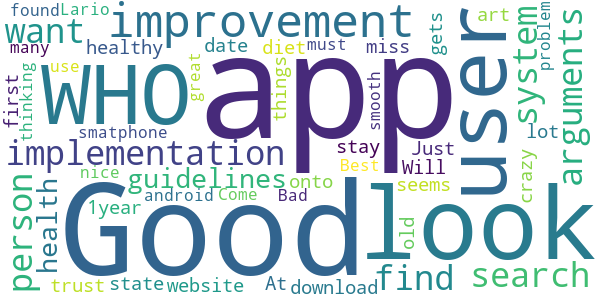 found Lario
want improvement
many healthy date diet must miss gets art
WHO app user system problem
first thinking use great things smooth arguments
smatphone stay Just lot
implementation Best Will crazy
person health nice guidelines onto seems
Good look
1year android Come Bad old find search
trust state website At download